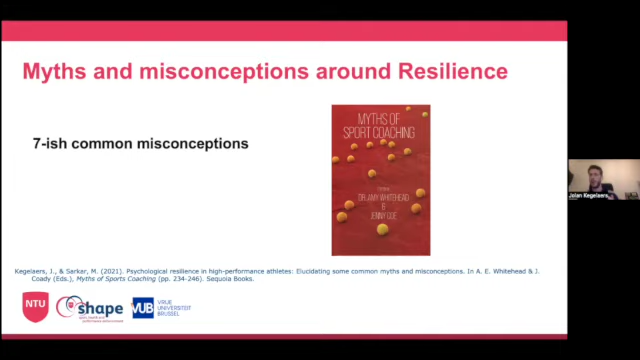 Myths and misconceptions around Resilience
7-ish common misconceptions
MYTHS OF
SPORT COACHING
DR AMY WHITEHEAD
&
JENNY COE
Jolan Kegelaers
Kegelaers, J., & Sarkar, M. (2021). Psychological resilience in high-performance athletes: Elucidating some common myths and misconceptions. In A. E. Whitehead & J.
Coady (Eds.), Myths of Sports Coaching (pp. 234-246). Sequoia Books.
NTU
shape
VUB
VRIJE
UNIVERSITEIT
BRUSSEL